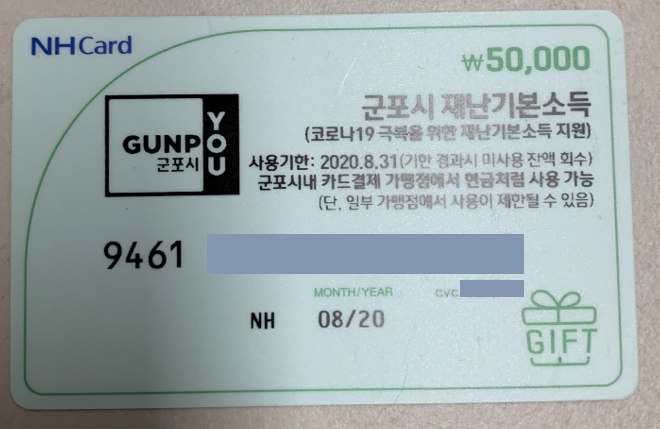 NH Card
₩50,000
YOU
GUNPO
군포시
군포시 재난기본소득
(코로나19 극복을 위한 재난기본소득 지원)
사용기한: 2020.8.31(기한 경과시 미사용 잔액 회수)
군포시내 카드결제 가맹점에서 현금처럼 사용 가능
(단, 일부 가맹점에서 사용이 제한될 수 있음)
9461
MONTH/YEAR
CVC
NH 08/20
GIFT